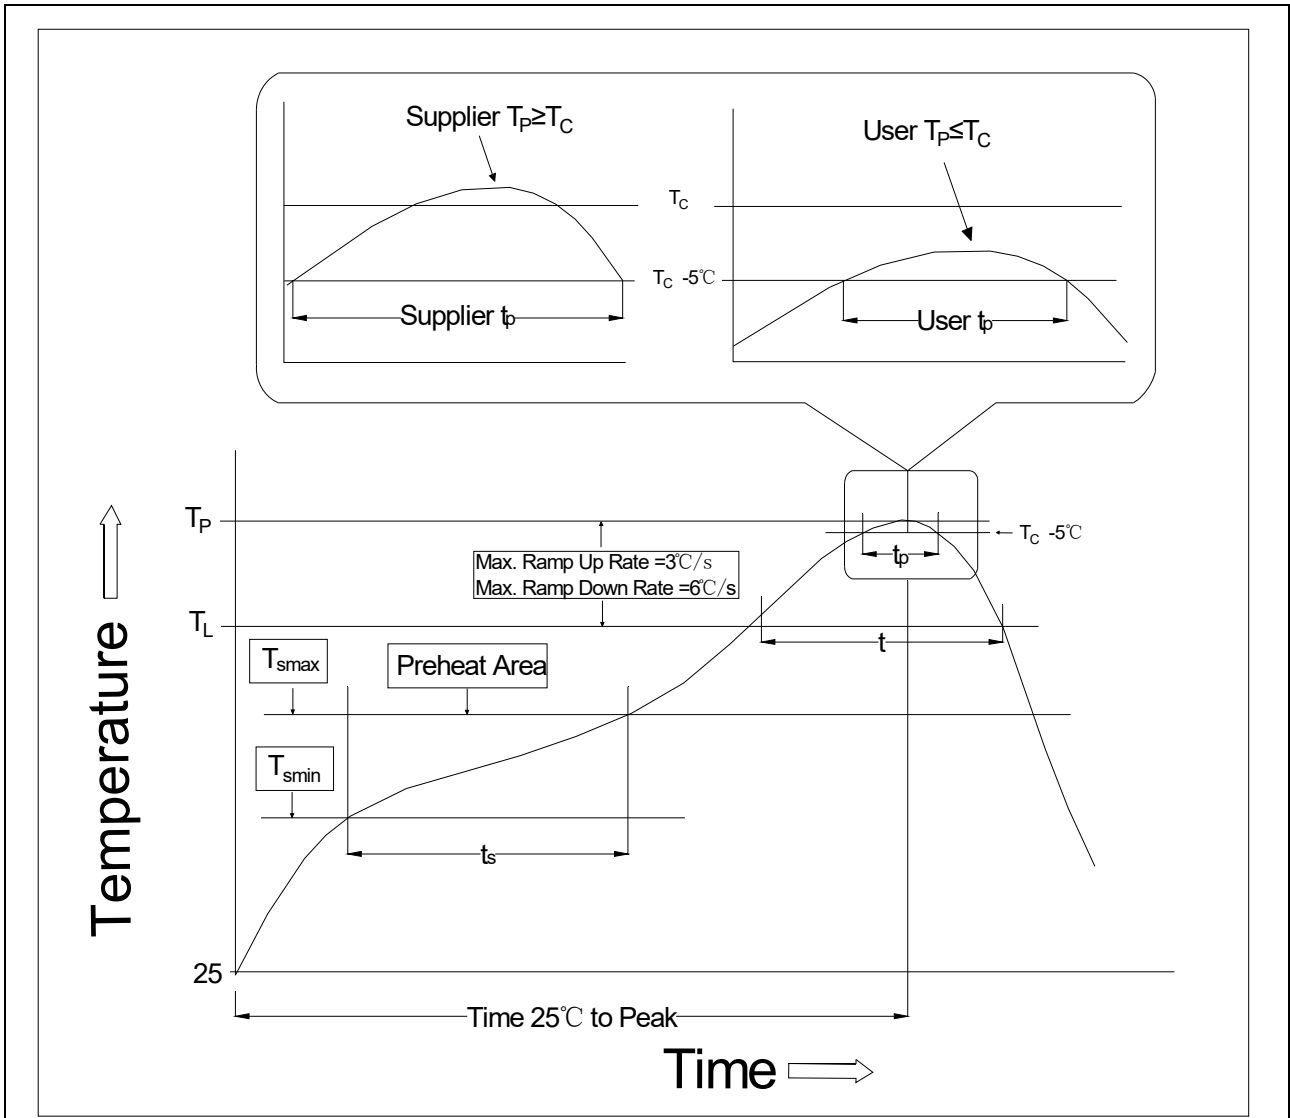 Supplier TP≥TC
User TP≤TC
TC
TC -5℃
Supplier tp
User tp
TP
TC -5℃
tp
Max. Ramp Up Rate =3℃/s
Max. Ramp Down Rate =6℃/s
TL
t
Tsmax
Preheat Area
Tsmin
ts
Temperature
25
Time 25℃ to Peak
Time